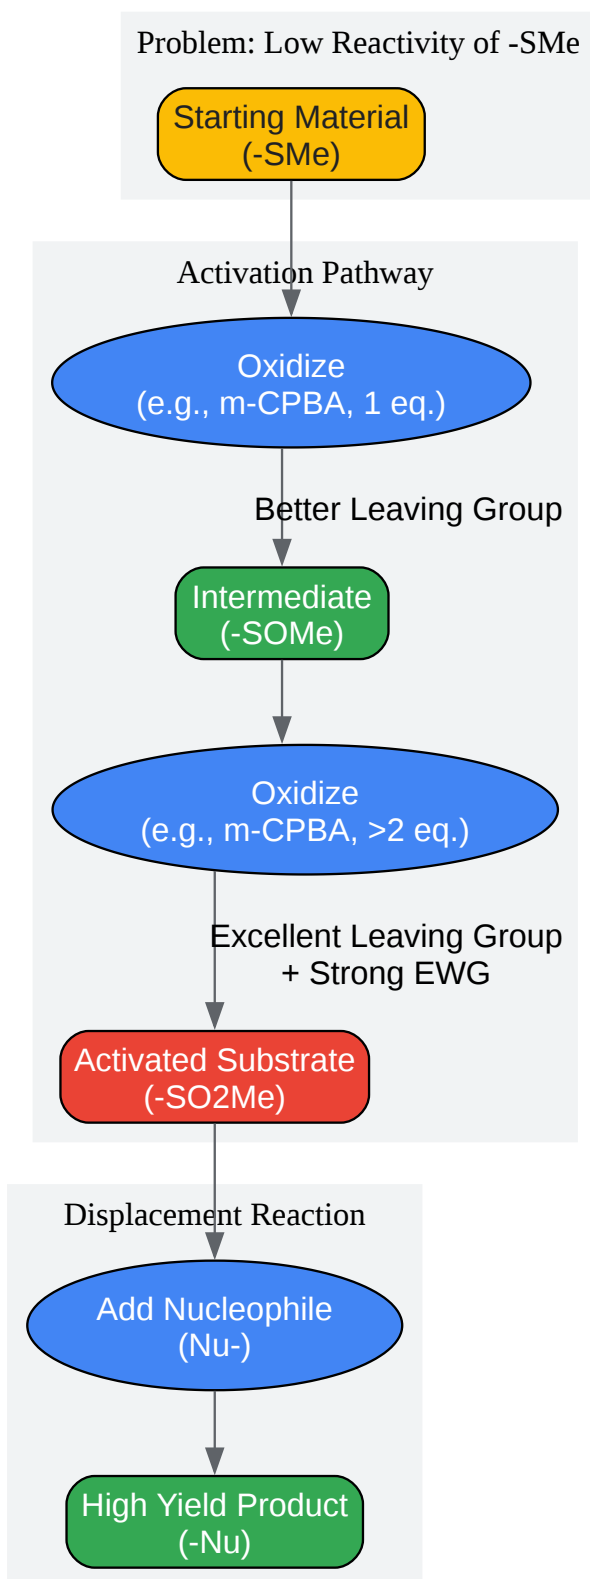 Problem: Low Reactivity of -SMe
Starting Material
(-SMe)
Activation Pathway
Oxidize
(e.g., m-CPBA, 1 eq.)
Better Leaving Group
Intermediate
(-SOMe)
Oxidize
(e.g., m-CPBA, >2 eq.)
Excellent Leaving Group
+ Strong EWG
Activated Substrate
(-SO2Me)
Displacement Reaction
Add Nucleophile
(Nu-)
High Yield Product
(-Nu)